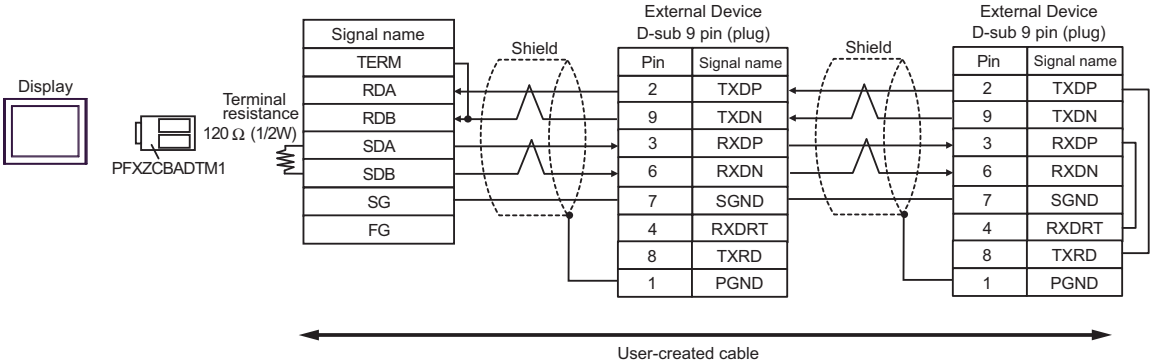 Display
PFXZCBADTM1
Terminal
resistance
120 Ω (1/2W)
Signal name
TERM
RDA
RDB
SDA
SDB
SG
FG
Shield
External Device
D-sub 9 pin (plug)
Pin Signal name
2 TXDP
9 TXDN
3 RXDP
6 RXDN
7 SGND
4 RXDRT
8 TXRD
1 PGND
Shield
External Device
D-sub 9 pin (plug)
Pin Signal name
2 TXDP
9 TXDN
3 RXDP
6 RXDN
7 SGND
4 RXDRT
8 TXRD
1 PGND
User-created cable